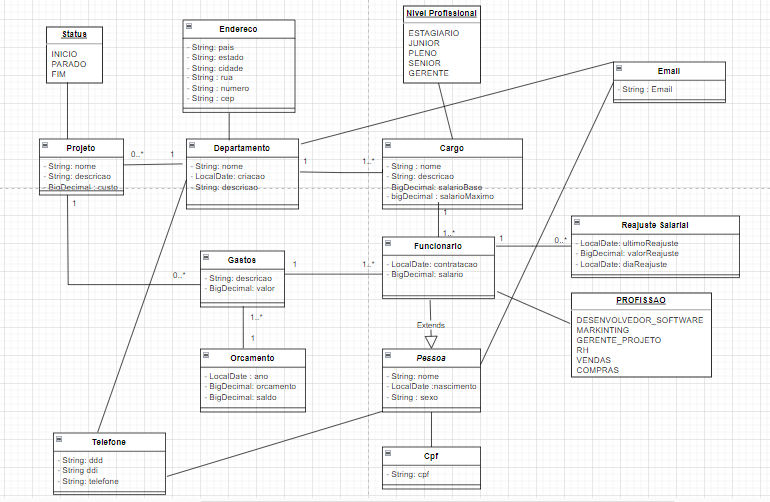 Status
INICIO
PARADO
FIM
Endereco
- String: pais
- String: estado
- String: cidade
- String : rua
- String: numero
- String : cep
Nivel Profissional
ESTAGIARIO
JUNIOR
PLENO
SENIOR
GERENTE
Email
- String : Email
Projeto
- String: nome
- String: descricao
- BigDecimal : custo
0..*
1
Departamento
- String: nome
- LocalDate: criacao
- String: descricao
1
1..*
Cargo
- String : nome
- String: descricao
BigDecimal: salarioBase
- bigDecimal : salarioMaximo
1
1
1..*
Gastos
- String: descricao
- BigDecimal: valor
0..*
1
1..*
Funcionario
- LocalDate: contratacao
- BigDecimal: salario
1
0..*
Reajuste Salarial
- LocalDate: ultimoReajuste
- BigDecimal: valorReajuste
- LocalDate: diaReajuste
PROFISSAO
DESENVOLVEDOR_SOFTWARE
MARKINTING
GERENTE_PROJETO
RH
VENDAS
COMPRAS
1..*
1
Extends
Orcamento
- LocalDate : ano
- BigDecimal: orcamento
- BigDecimal: saldo
Pessoa
- String: nome
- LocalDate :nascimento
- String : sexo
Telefone
- String: ddd
- String ddi
- String: telefone
Cpf
- String: cpf